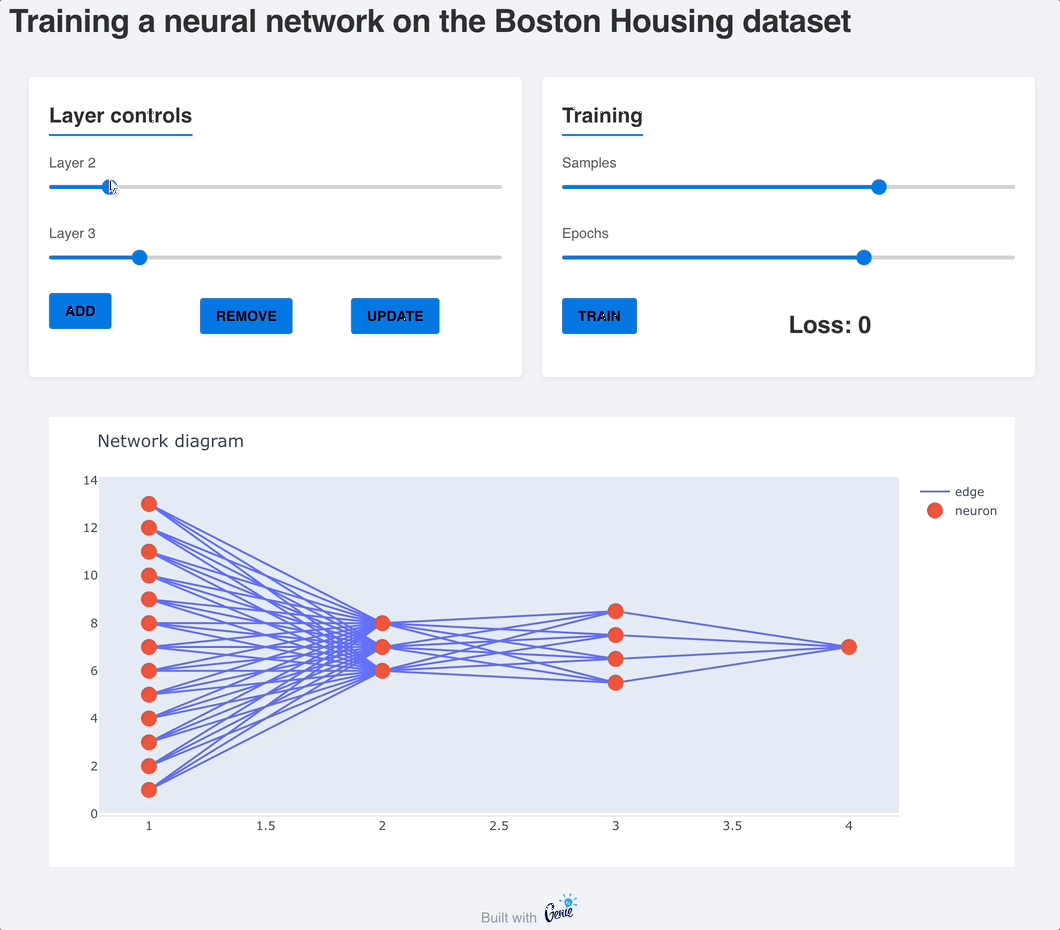 Training a neural network on the Boston Housing dataset
Layer controls
Layer 2
Layer 3
ADD
REMOVE
UPDATE
Training
Samples
Epochs
TRAIN
Loss: 0
Network diagram
14
12
10
8
6
4
2
0
1
1.5
2
2.5
3
3.5
4
edge
neuron
Built with Genie